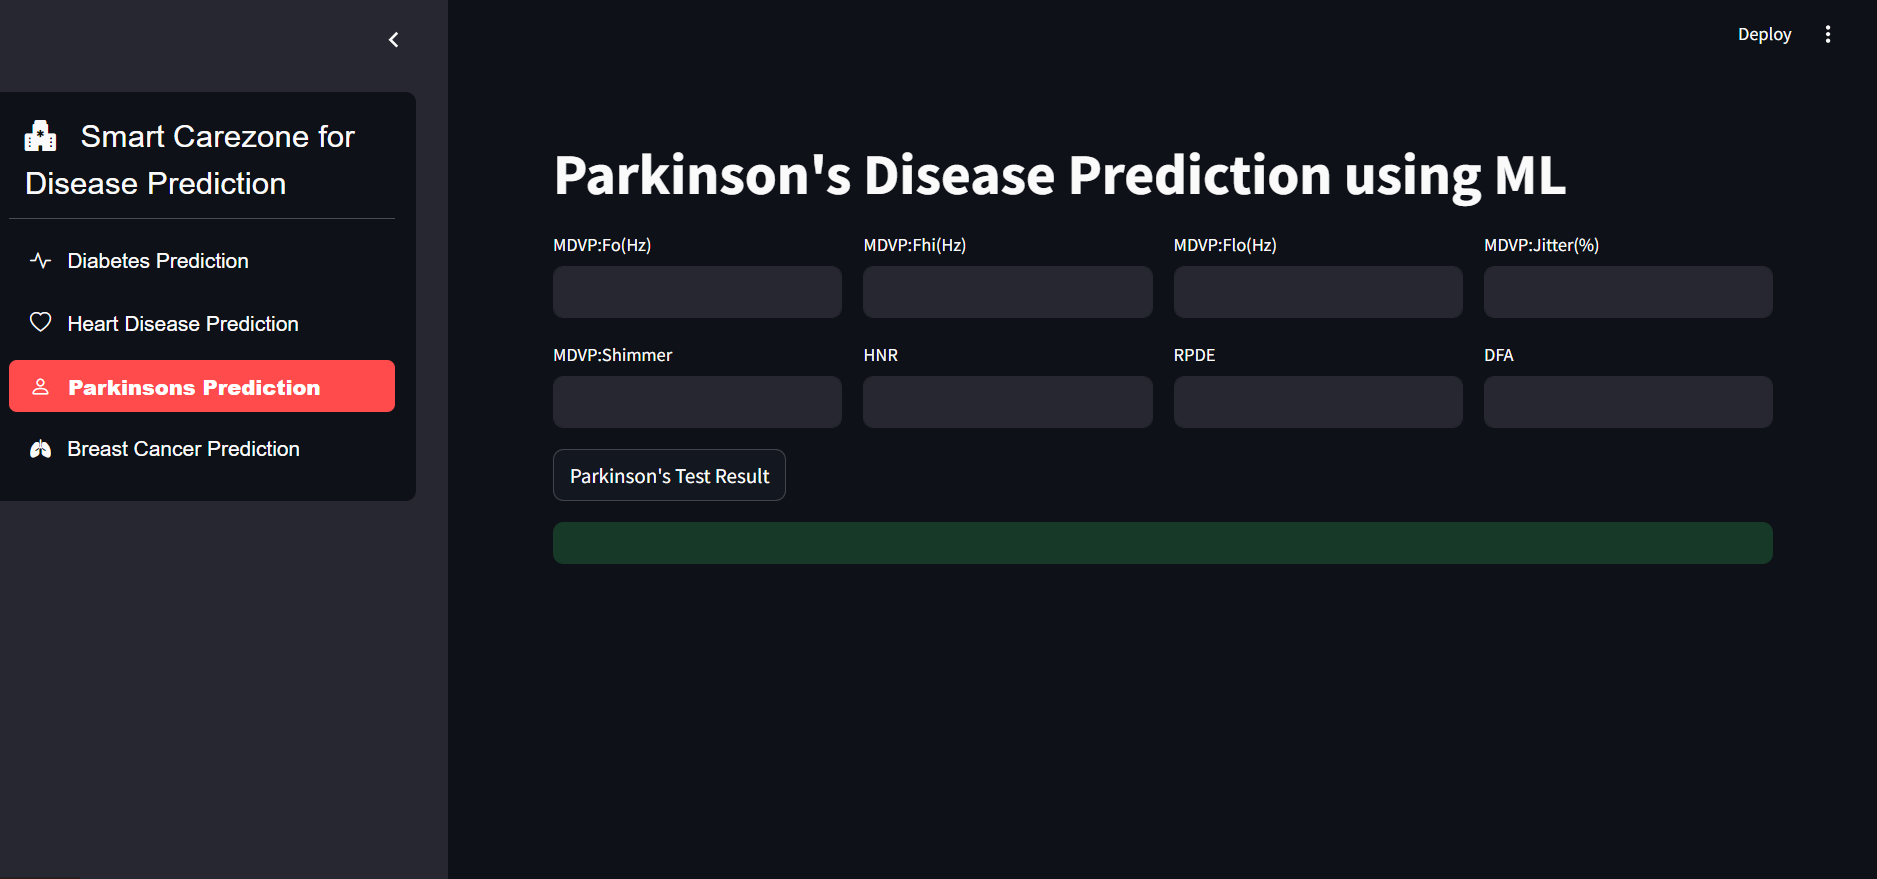 Deploy
Smart Carezone for
Disease Prediction
Diabetes Prediction
Heart Disease Prediction
Parkinsons Prediction
Breast Cancer Prediction
Parkinson's Disease Prediction using ML
MDVP:Fo(Hz) MDVP:Fhi(Hz) MDVP:Flo(Hz) MDVP:Jitter(%)
MDVP:Shimmer HNR RPDE DFA
Parkinson's Test Result